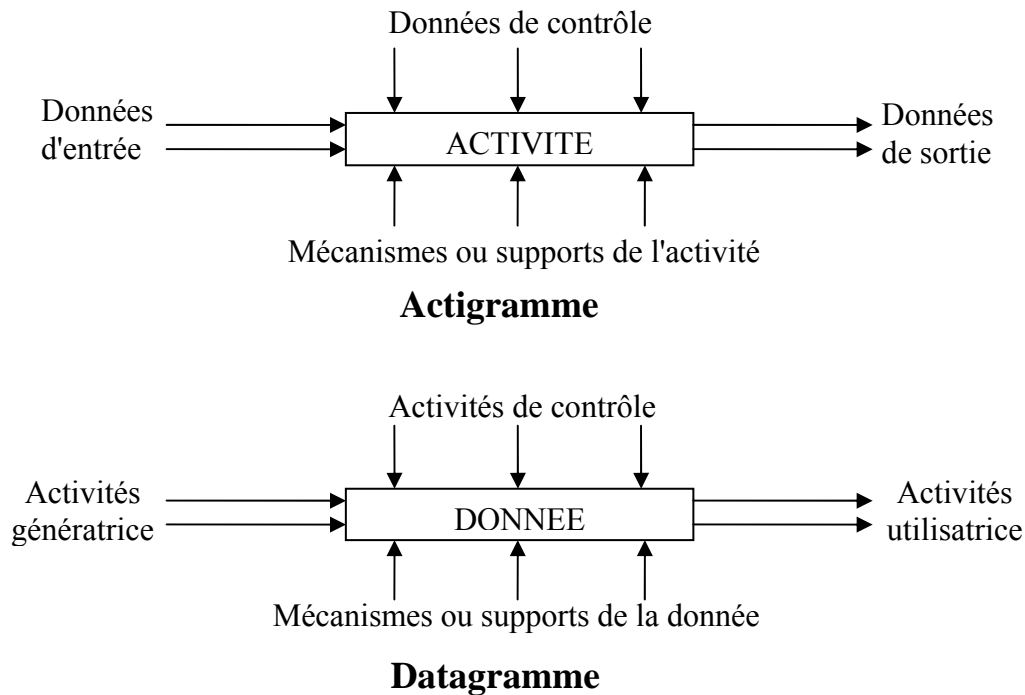 Données de contrôle
Données
d'entrée
ACTIVITE
Données
de sortie
Mécanismes ou supports de l'activité
Actigramme
Activités de contrôle
Activités
génératrice
DONNEE
Activités
utilisatrice
Mécanismes ou supports de la donnée
Datagramme